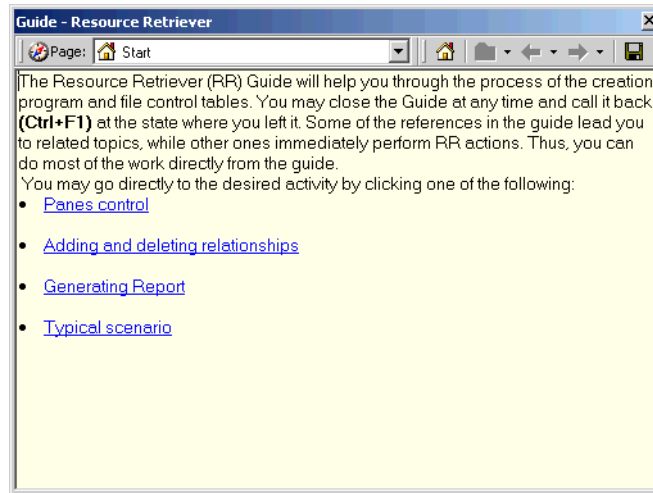 Guide - Resource Retriever
Page: Start
The Resource Retriever (RR) Guide will help you through the process of the creation
program and file control tables. You may close the Guide at any time and call it back
(Ctrl+F1) at the state where you left it. Some of the references in the guide lead you
to related topics, while other ones immediately perform RR actions. Thus, you can
do most of the work directly from the guide.
You may go directly to the desired activity by clicking one of the following:
• Panes control
• Adding and deleting relationships
• Generating Report
• Typical scenario